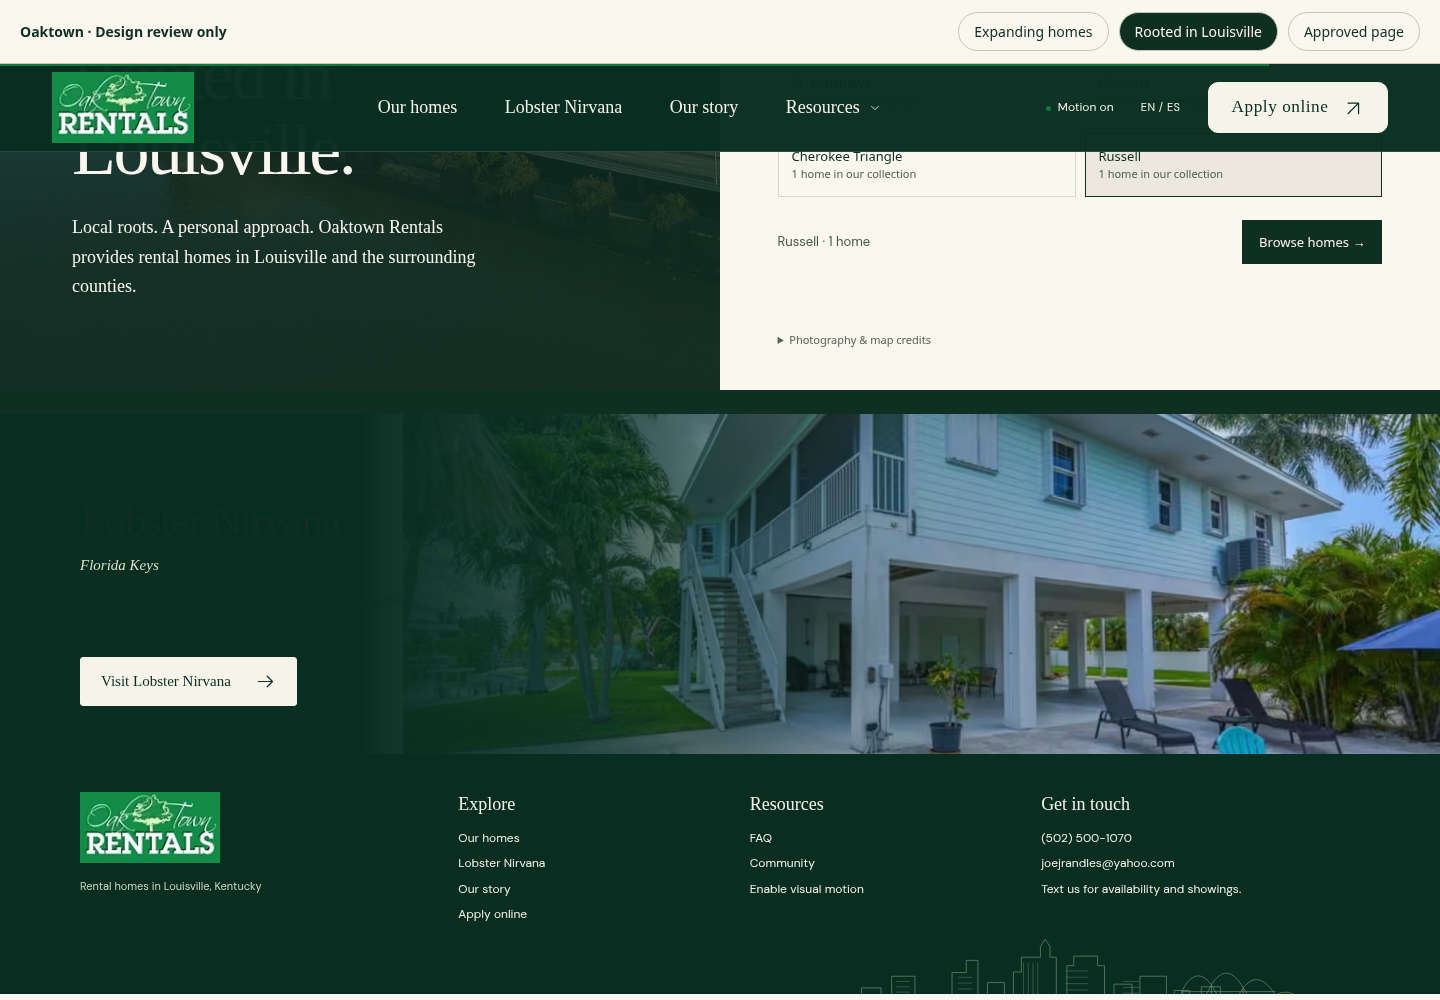 Oaktown · Design review only
Expanding homes
Rooted in Louisville
Approved page
Oak Town
RENTALS
Our homes
Lobster Nirvana
Our story
Resources
Motion on
EN / ES
Apply online
Louisville.
Local roots. A personal approach. Oaktown Rentals
provides rental homes in Louisville and the surrounding
counties.
Cherokee Triangle
1 home in our collection
Russell
1 home in our collection
Russell · 1 home
Browse homes →
Photography & map credits
Lobster Nirvana
Florida Keys
Visit Lobster Nirvana
Oak Town
RENTALS
Rental homes in Louisville, Kentucky
Explore
Our homes
Lobster Nirvana
Our story
Apply online
Resources
FAQ
Community
Enable visual motion
Get in touch
(502) 500-1070
joejrandles@yahoo.com
Text us for availability and showings.